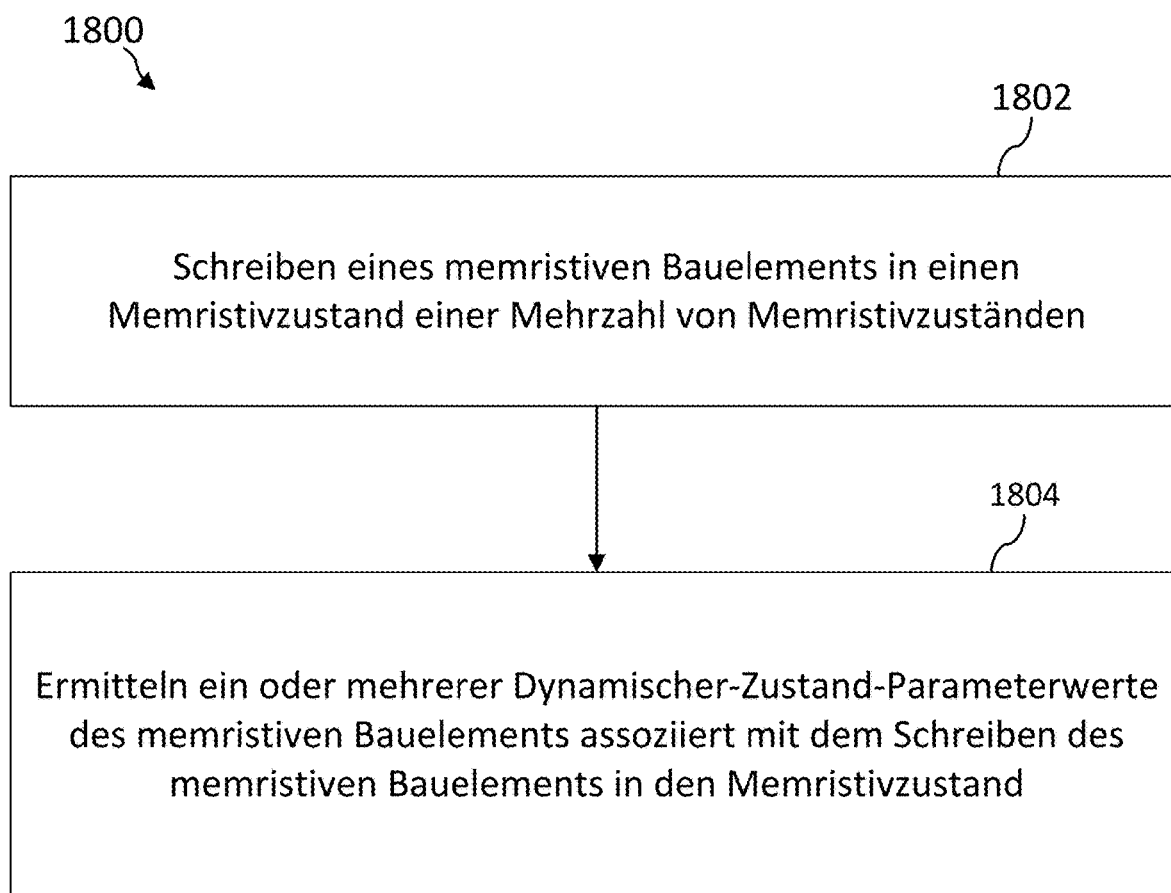 1800
1802
Schreiben eines memristiven Bauelements in einen
Memristivzustand einer Mehrzahl von Memristivzuständen
1804
Ermitteln ein oder mehrerer Dynamischer-Zustand-Parameterwerte
des memristiven Bauelements assoziiert mit dem Schreiben des
memristiven Bauelements in den Memristivzustand